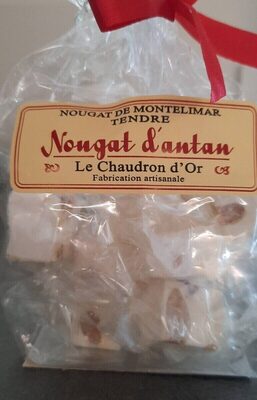 NOUGAT DE MONTELIMAR
TENDRE
Nougat d'antan
Le Chaudron d'Or
Fabrication artisanale